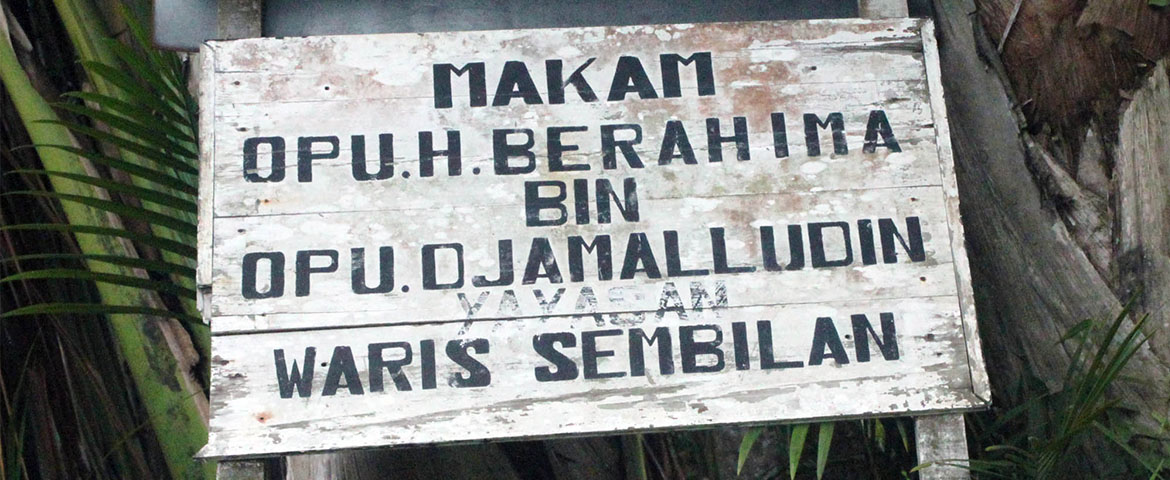 MAKAM
OPU.H.BERAHIMA
BIN
OPU.DJAMALLUDIN
YAYASAN
WARIS SEMBILAN